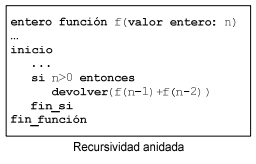 entero función f(valor entero: n)
…
inicio
...
si n>0 entonces
devolver(f(n-1)+f(n-2))
fin_si
fin_función
Recursividad anidada